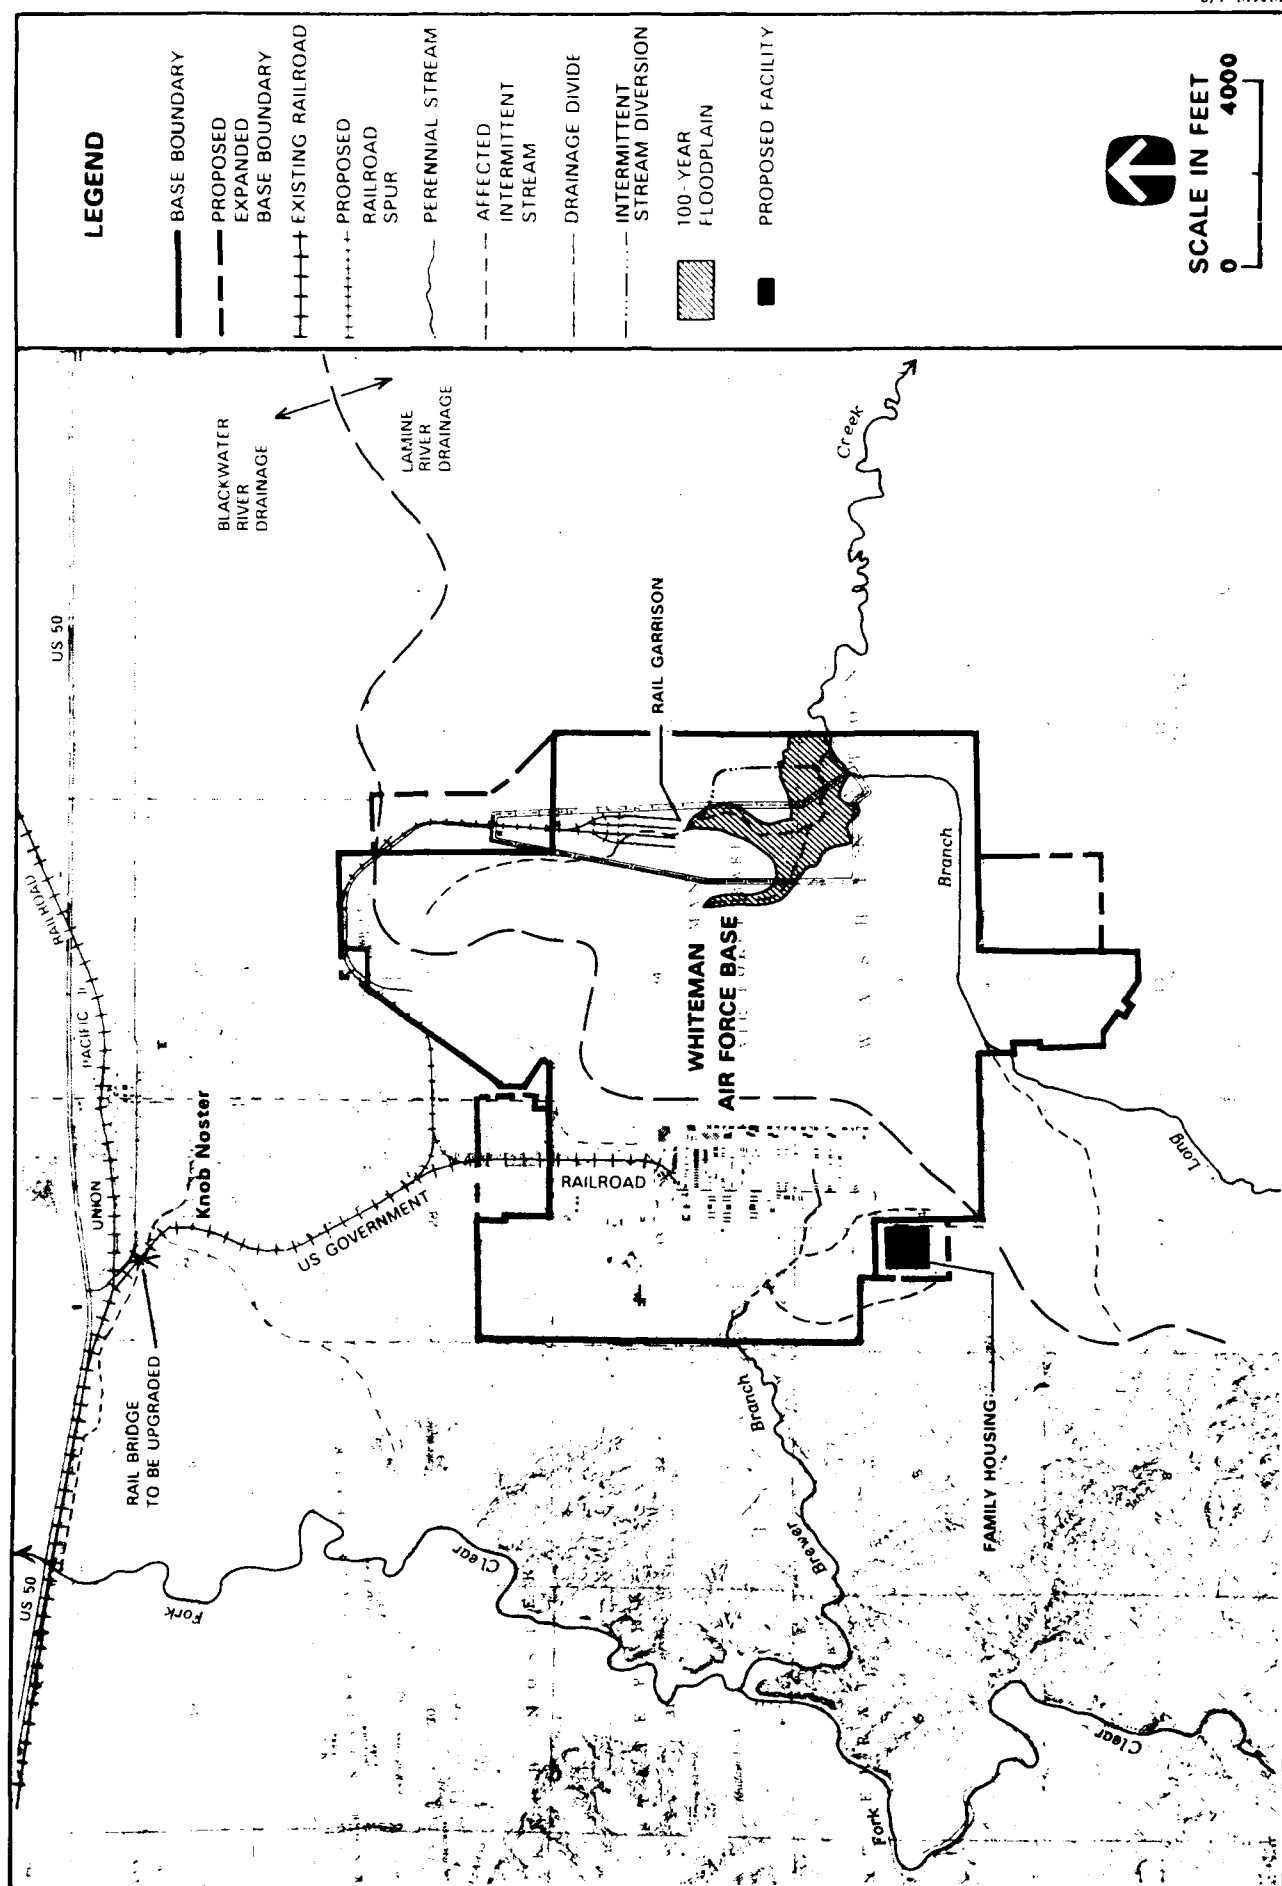 LEGEND
BASE BOUNDARY
PROPOSED
EXPANDED
BASE BOUNDARY
EXISTING RAILROAD
PROPOSED
RAILROAD
SPUR
PERENNIAL STREAM
AFFECTED
INTERMITTENT
STREAM
DRAINAGE DIVIDE
INTERMITTENT
STREAM DIVERSION
100-YEAR
FLOODPLAIN
PROPOSED FACILITY
SCALE IN FEET
0 4000
US 50
UNION PACIFIC RAILROAD
BLACKWATER
RIVER
DRAINAGE
LAMINE
RIVER
DRAINAGE
Knob Noster
US GOVERNMENT RAILROAD
RAIL BRIDGE
TO BE UPGRADED
US 50
Fork
Clear
RAIL GARRISON
WHITEMAN
AIR FORCE BASE
Creek
Branch
Long
Branch
Brewer
FAMILY HOUSING
Fork
Clear